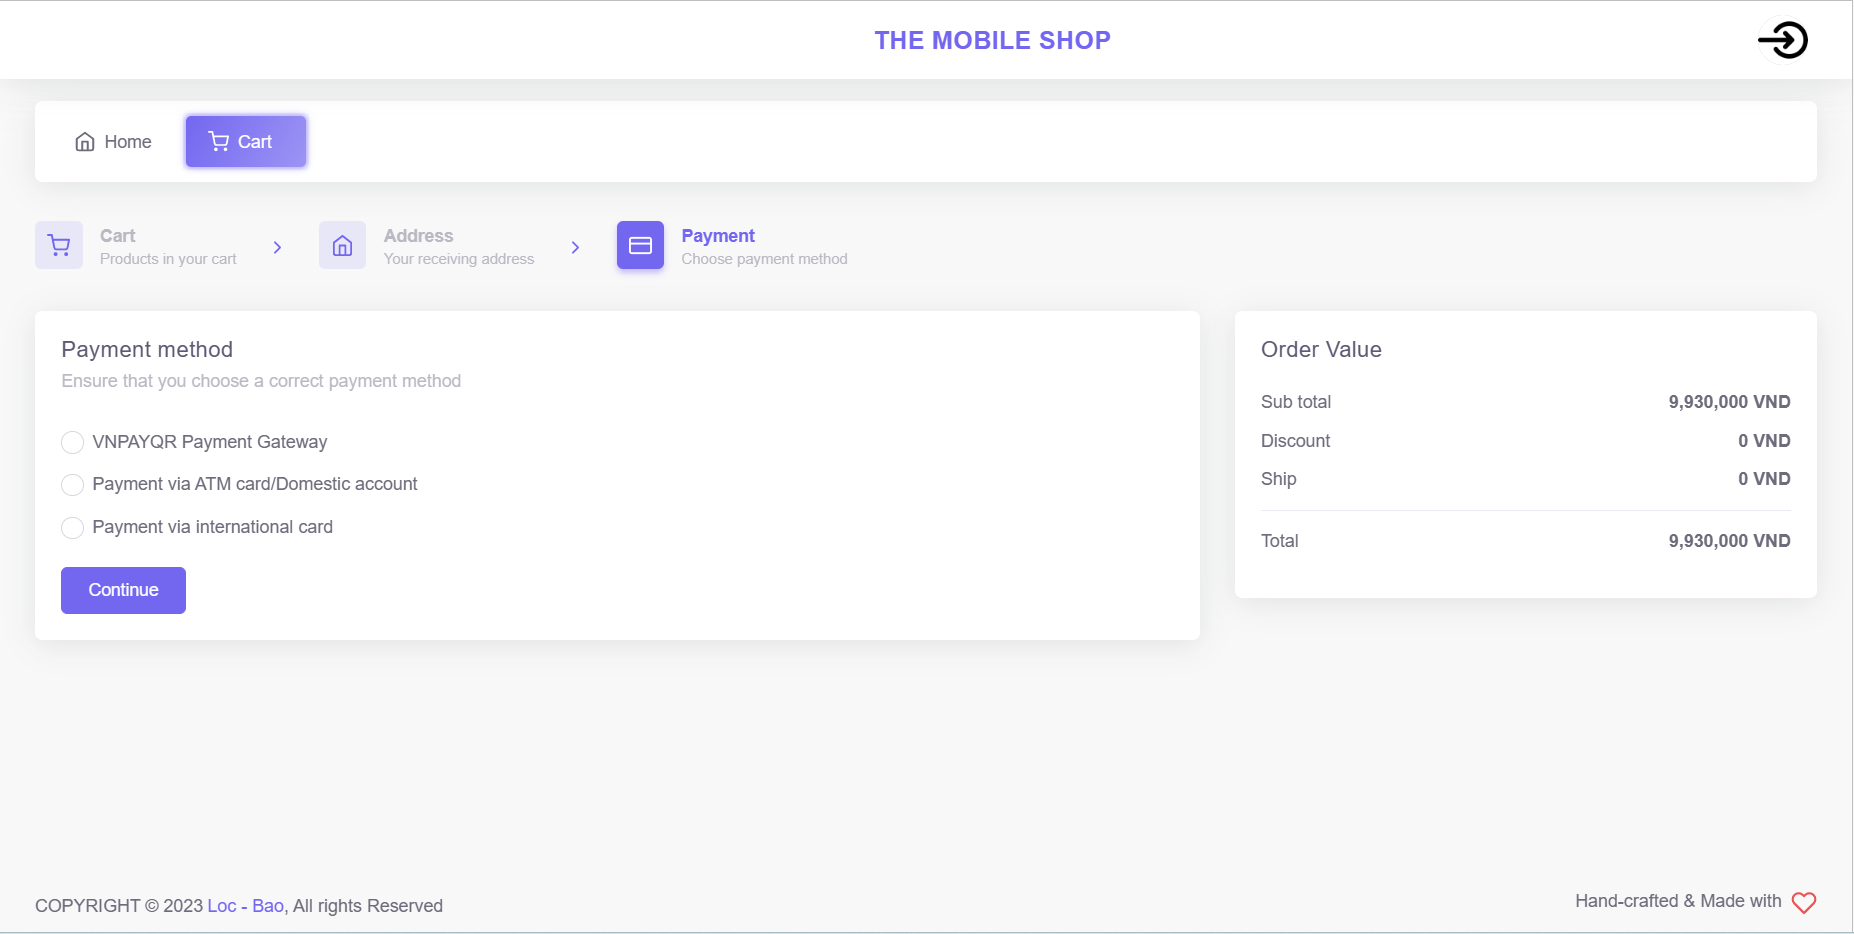 THE MOBILE SHOP
Home
Cart
Cart
Products in your cart
Address
Your receiving address
Payment
Choose payment method
Payment method
Ensure that you choose a correct payment method
VNPAYQR Payment Gateway
Payment via ATM card/Domestic account
Payment via international card
Continue
Order Value
Sub total 9,930,000 VND
Discount 0 VND
Ship 0 VND
Total 9,930,000 VND
COPYRIGHT © 2023 Loc - Bao, All rights Reserved
Hand-crafted & Made with